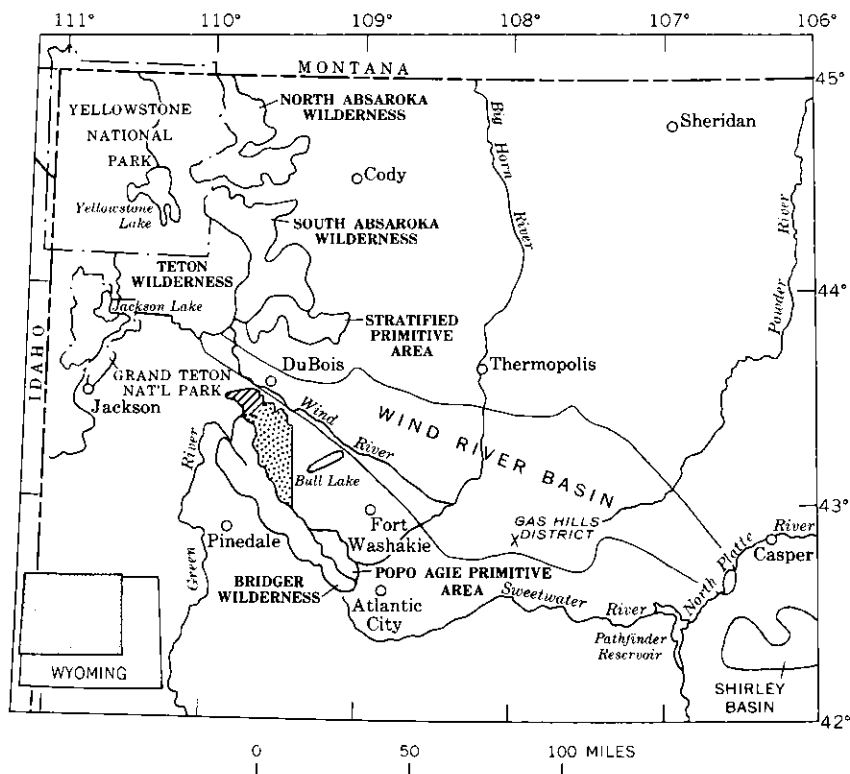 111°
110°
109°
108°
107°
106°
MONTANA
45°
NORTH ABSAROKA
WILDERNESS
YELLOWSTONE
NATIONAL
PARK
Big Horn River
Sheridan
Cody
Yellowstone
Lake
SOUTH ABSAROKA
WILDERNESS
Powder River
TETON
WILDERNESS
44°
Jackson Lake
STRATIFIED
PRIMITIVE
AREA
IDAHO
DuBois
Thermopolis
GRAND TETON
NAT'L PARK
Jackson
Wind River
WIND RIVER BASIN
Green River
Bull Lake
43°
Fort
Washakie
GAS HILLS
DISTRICT
X
Pinedale
North Platte River
Casper
BRIDGER
WILDERNESS
POPO AGIE PRIMITIVE
AREA
Atlantic
City
Sweetwater River
Pathfinder
Reservoir
WYOMING
SHIRLEY
BASIN
42°
0
50
100 MILES